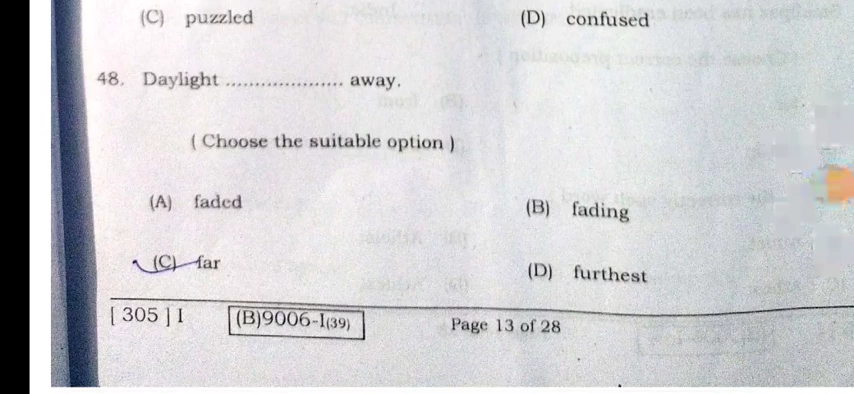 (C) puzzled (D) confused
48. Daylight .................... away.
( Choose the suitable option )
(A) faded (B) fading
(C) far (D) furthest
[ 305 ] I (B)9006-I(39) Page 13 of 28